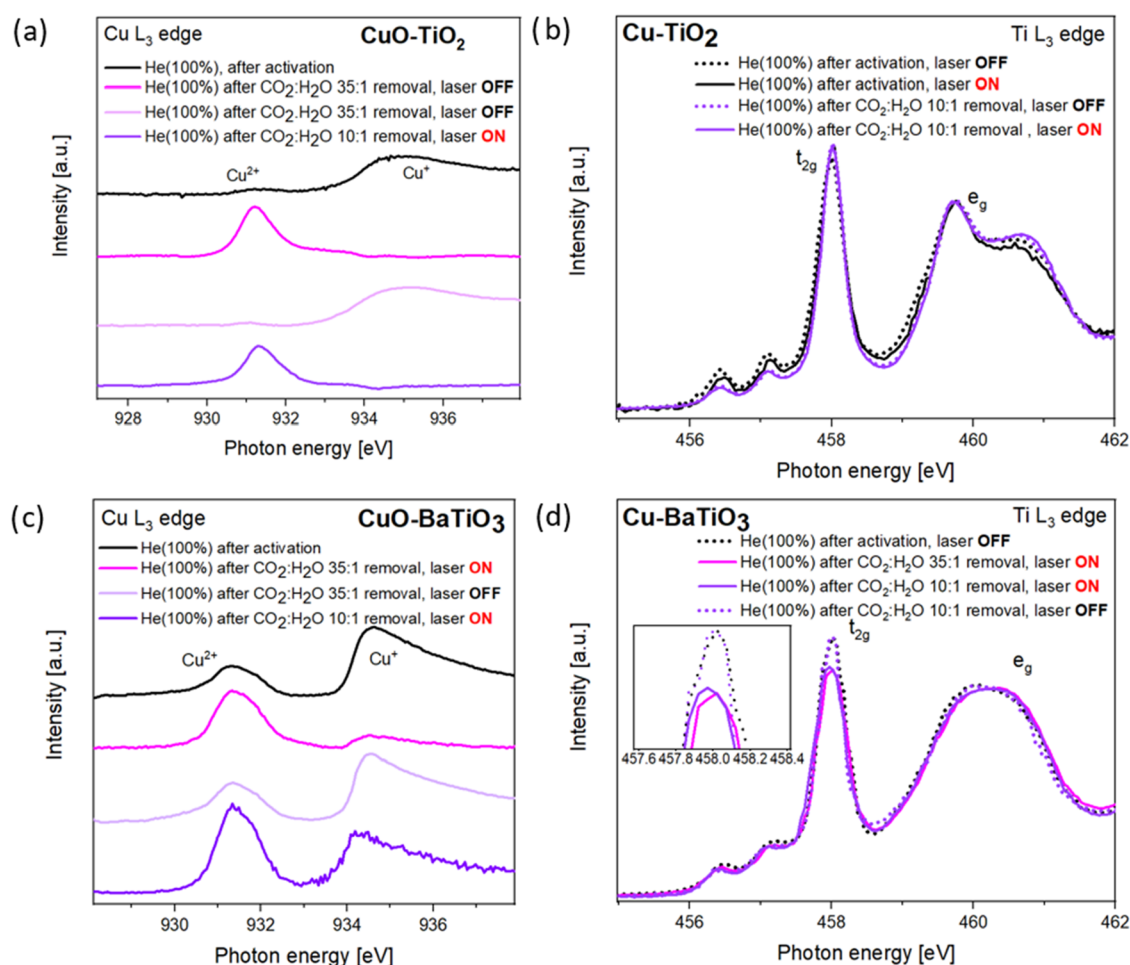 (a)
Cu L₃ edge
CuO-TiO₂
He(100%), after activation
He(100%) after CO₂:H₂O 35:1 removal, laser OFF
He(100%) after CO₂:H₂O 35:1 removal, laser OFF
He(100%) after CO₂:H₂O 10:1 removal, laser ON
Cu²⁺
Cu⁺
Intensity [a.u.]
928 930 932 934 936
Photon energy [eV]
(b)
Cu-TiO₂
Ti L₃ edge
He(100%) after activation, laser OFF
He(100%) after activation, laser ON
He(100%) after CO₂:H₂O 10:1 removal, laser OFF
He(100%) after CO₂:H₂O 10:1 removal , laser ON
t₂g
e_g
Intensity [a.u.]
456 458 460 462
Photon energy [eV]
(c)
Cu L₃ edge
CuO-BaTiO₃
He(100%) after activation
He(100%) after CO₂:H₂O 35:1 removal, laser ON
He(100%) after CO₂:H₂O 35:1 removal, laser OFF
He(100%) after CO₂:H₂O 10:1 removal, laser ON
Cu²⁺
Cu⁺
Intensity [a.u.]
930 932 934 936
Photon energy [eV]
(d)
Cu-BaTiO₃
Ti L₃ edge
He(100%) after activation, laser OFF
He(100%) after CO₂:H₂O 35:1 removal, laser ON
He(100%) after CO₂:H₂O 10:1 removal, laser ON
He(100%) after CO₂:H₂O 10:1 removal, laser OFF
t₂g
e_g
457.6 457.8 458.0 458.2 458.4
Intensity [a.u.]
456 458 460 462
Photon energy [eV]